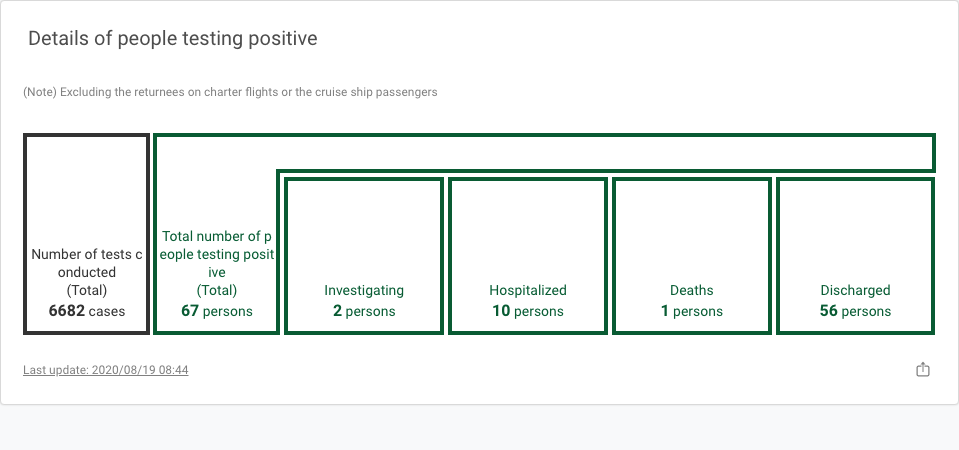 Details of people testing positive
(Note) Excluding the returnees on charter flights or the cruise ship passengers
Number of tests c
onducted
(Total)
6682 cases
Total number of p
eople testing posit
ive
(Total)
67 persons
Investigating
2 persons
Hospitalized
10 persons
Deaths
1 persons
Discharged
56 persons
Last update: 2020/08/19 08:44